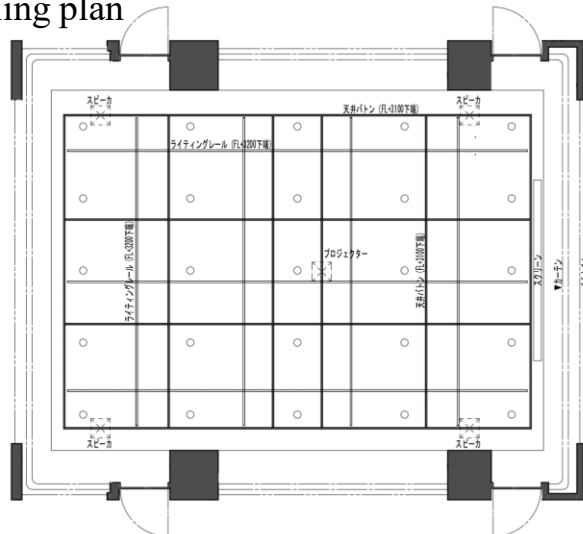 ling plan
スピーカ
天井バトン (FL+3100下端)
スピーカ
ライティングレール (FL+3200下端)
プロジェクター
ライティングレール (FL+3200下端)
天井バトン (FL+3100下端)
スクリーン
▼カーテン
スピーカ
スピーカ